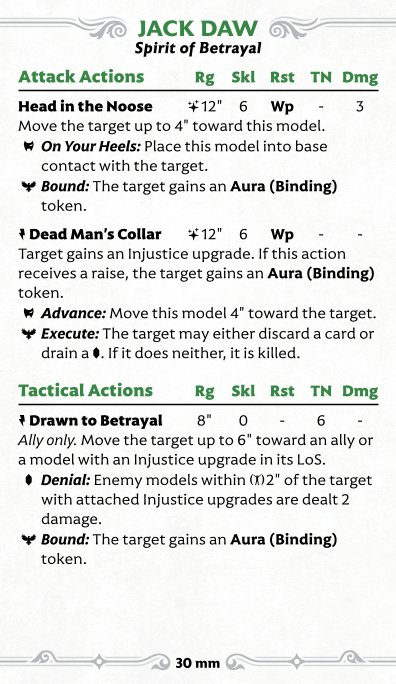 JACK DAW
Spirit of Betrayal
Attack Actions Rg Skl Rst TN Dmg
Head in the Noose 12" 6 Wp - 3
Move the target up to 4" toward this model.
On Your Heels: Place this model into base
contact with the target.
Bound: The target gains an Aura (Binding)
token.
Dead Man's Collar 12" 6 Wp - -
Target gains an Injustice upgrade. If this action
receives a raise, the target gains an Aura (Binding)
token.
Advance: Move this model 4" toward the target.
Execute: The target may either discard a card or
drain a . If it does neither, it is killed.
Tactical Actions Rg Skl Rst TN Dmg
Drawn to Betrayal 8" 0 - 6 -
Ally only. Move the target up to 6" toward an ally or
a model with an Injustice upgrade in its LoS.
Denial: Enemy models within 2" of the target
with attached Injustice upgrades are dealt 2
damage.
Bound: The target gains an Aura (Binding)
token.
30 mm